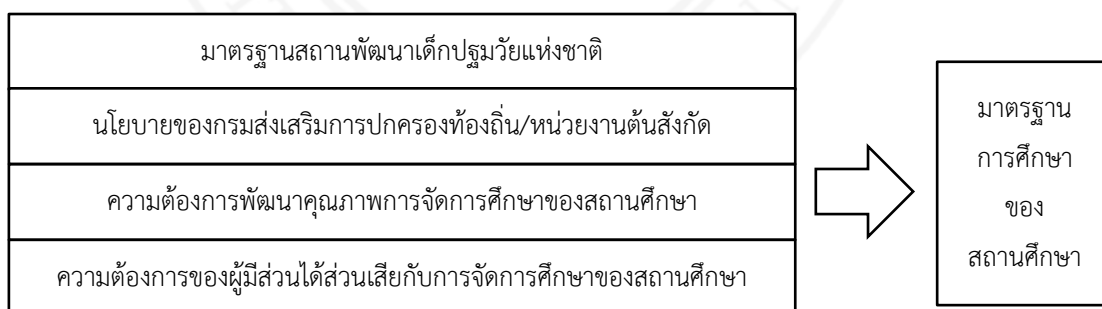 มาตรฐานสถานพัฒนาเด็กปฐมวัยแห่งชาติ
นโยบายของกรมส่งเสริมการปกครองท้องถิ่น/หน่วยงานต้นสังกัด
ความต้องการพัฒนาคุณภาพการจัดการศึกษาของสถานศึกษา
ความต้องการของผู้มีส่วนได้ส่วนเสียกับการจัดการศึกษาของสถานศึกษา
มาตรฐาน
การศึกษา
ของ
สถานศึกษา